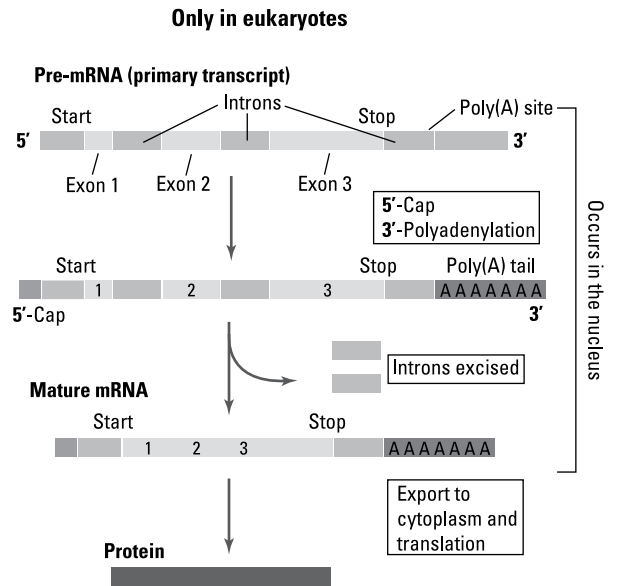 Only in eukaryotes
Pre-mRNA (primary transcript)
Start
Introns
Stop
Poly(A) site
5′
3′
Exon 1
Exon 2
Exon 3
5′-Cap
3′-Polyadenylation
Occurs in the nucleus
Start
Stop
Poly(A) tail
1
2
3
A A A A A A A
5′-Cap
3′
Introns excised
Mature mRNA
Start
Stop
1
2
3
A A A A A A A
Export to
cytoplasm and
translation
Protein